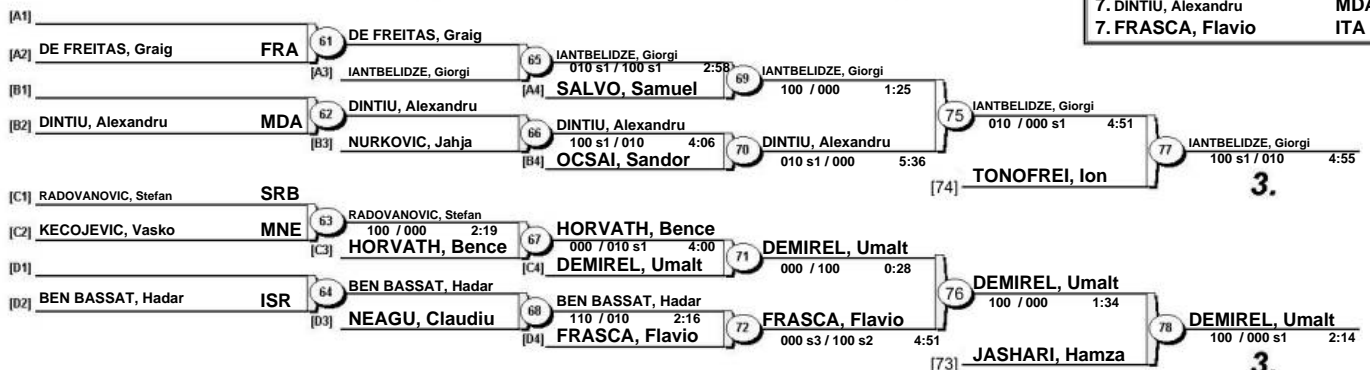 7. DINTIU, Alexandru MDA
7. FRASCA, Flavio ITA
[A1]
[A2] DE FREITAS, Graig FRA
61 DE FREITAS, Graig
[A3] IANTBELIDZE, Giorgi
65 IANTBELIDZE, Giorgi
010 s1 / 100 s1 2:58
[A4] SALVO, Samuel
69 IANTBELIDZE, Giorgi
100 / 000 1:25
[B1]
[B2] DINTIU, Alexandru MDA
62 DINTIU, Alexandru
[B3] NURKOVIC, Jahja
66 DINTIU, Alexandru
100 s1 / 010 4:06
[B4] OCSAI, Sandor
70 DINTIU, Alexandru
010 s1 / 000 5:36
75 IANTBELIDZE, Giorgi
010 / 000 s1 4:51
[74] TONOFREI, Ion
77 IANTBELIDZE, Giorgi
100 s1 / 010 4:55
3.
[C1] RADOVANOVIC, Stefan SRB
[C2] KECOJEVIC, Vasko MNE
63 RADOVANOVIC, Stefan
100 / 000 2:19
[C3] HORVATH, Bence
67 HORVATH, Bence
000 / 010 s1 4:00
[C4] DEMIREL, Umalt
71 DEMIREL, Umalt
000 / 100 0:28
[D1]
[D2] BEN BASSAT, Hadar ISR
64 BEN BASSAT, Hadar
[D3] NEAGU, Claudiu
68 BEN BASSAT, Hadar
110 / 010 2:16
[D4] FRASCA, Flavio
72 FRASCA, Flavio
000 s3 / 100 s2 4:51
76 DEMIREL, Umalt
100 / 000 1:34
[73] JASHARI, Hamza
78 DEMIREL, Umalt
100 / 000 s1 2:14
3.